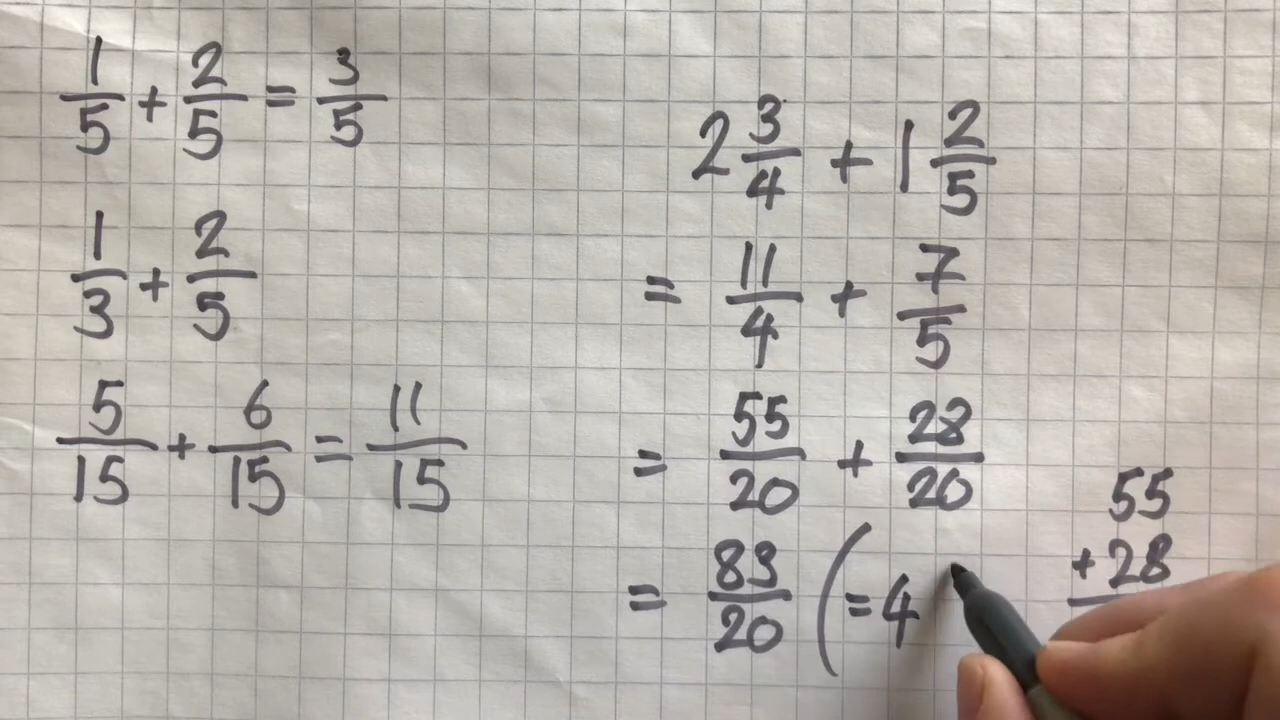 1/5 + 2/5 = 3/5
1/3 + 2/5
5/15 + 6/15 = 11/15
2 3/4 + 1 2/5
= 11/4 + 7/5
= 55/20 + 28/20
= 83/20 (= 4
55
+ 28